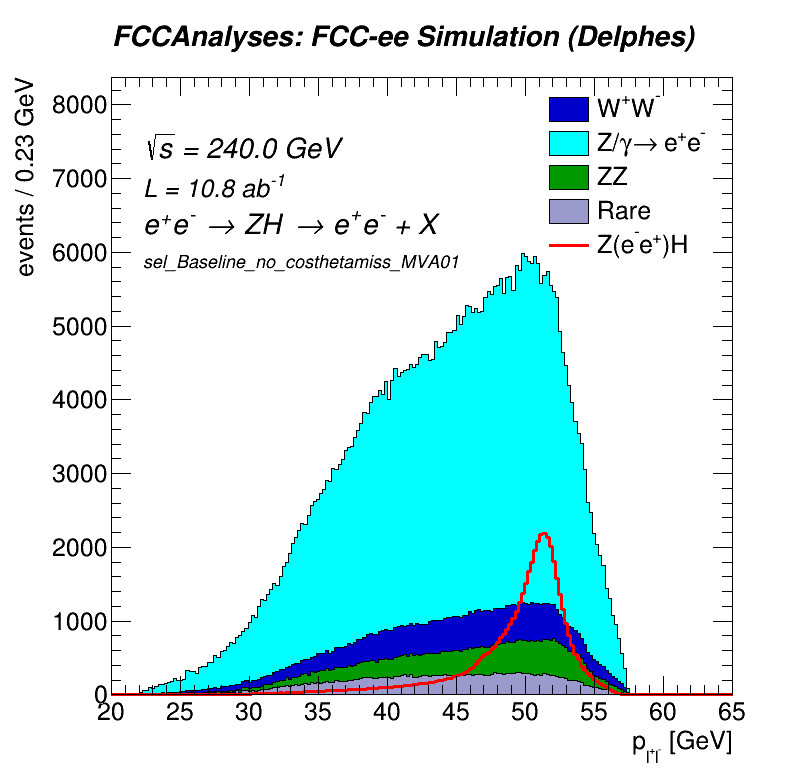 FCCAnalyses: FCC-ee Simulation (Delphes)
events / 0.23 GeV
8000
7000
6000
5000
4000
3000
2000
1000
0
√s = 240.0 GeV
L = 10.8 ab⁻¹
e⁺e⁻ → ZH → e⁺e⁻ + X
sel_Baseline_no_costhetamiss_MVA01
W⁺W⁻
Z/γ→ e⁺e⁻
ZZ
Rare
Z(e⁻e⁺)H
20 25 30 35 40 45 50 55 60 65
p_l⁺l⁻ [GeV]